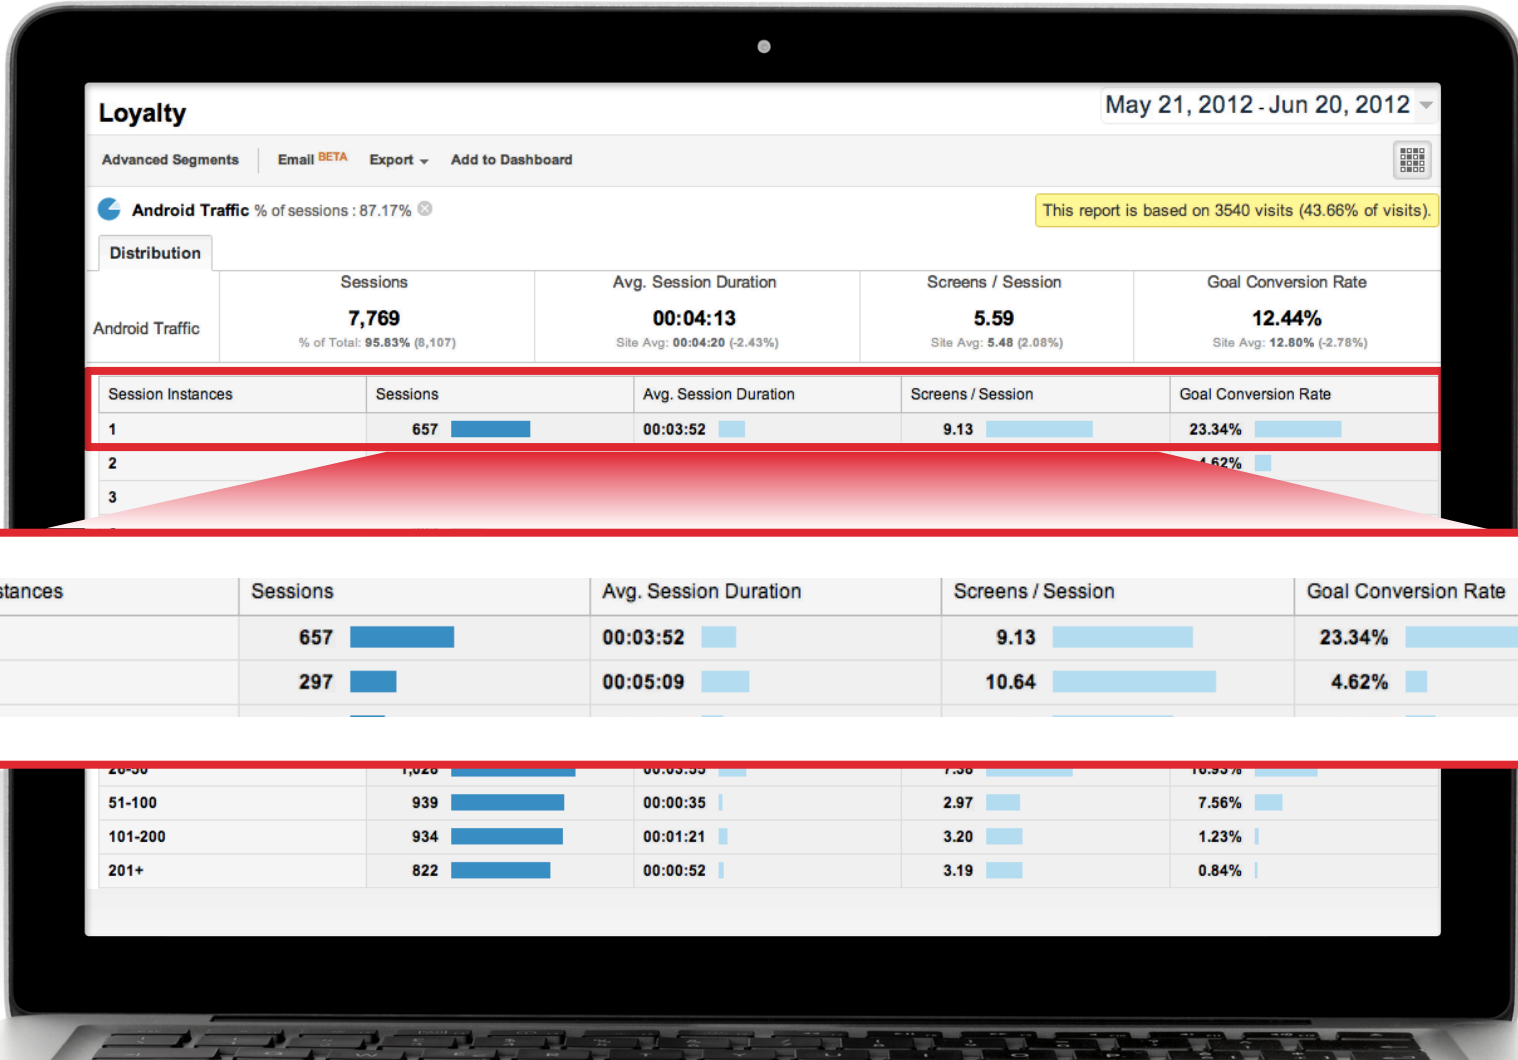 Loyalty
May 21, 2012 - Jun 20, 2012
Advanced Segments Email BETA Export Add to Dashboard
Android Traffic % of sessions : 87.17%
This report is based on 3540 visits (43.66% of visits).
Distribution
Sessions Avg. Session Duration Screens / Session Goal Conversion Rate
Android Traffic 7,769 00:04:13 5.59 12.44%
% of Total: 95.83% (8,107) Site Avg: 00:04:20 (-2.43%) Site Avg: 5.48 (2.08%) Site Avg: 12.80% (-2.78%)
Session Instances Sessions Avg. Session Duration Screens / Session Goal Conversion Rate
1 657 00:03:52 9.13 23.34%
2 4.62%
3
stances Sessions Avg. Session Duration Screens / Session Goal Conversion Rate
657 00:03:52 9.13 23.34%
297 00:05:09 10.64 4.62%
51-100 939 00:00:35 2.97 7.56%
101-200 934 00:01:21 3.20 1.23%
201+ 822 00:00:52 3.19 0.84%